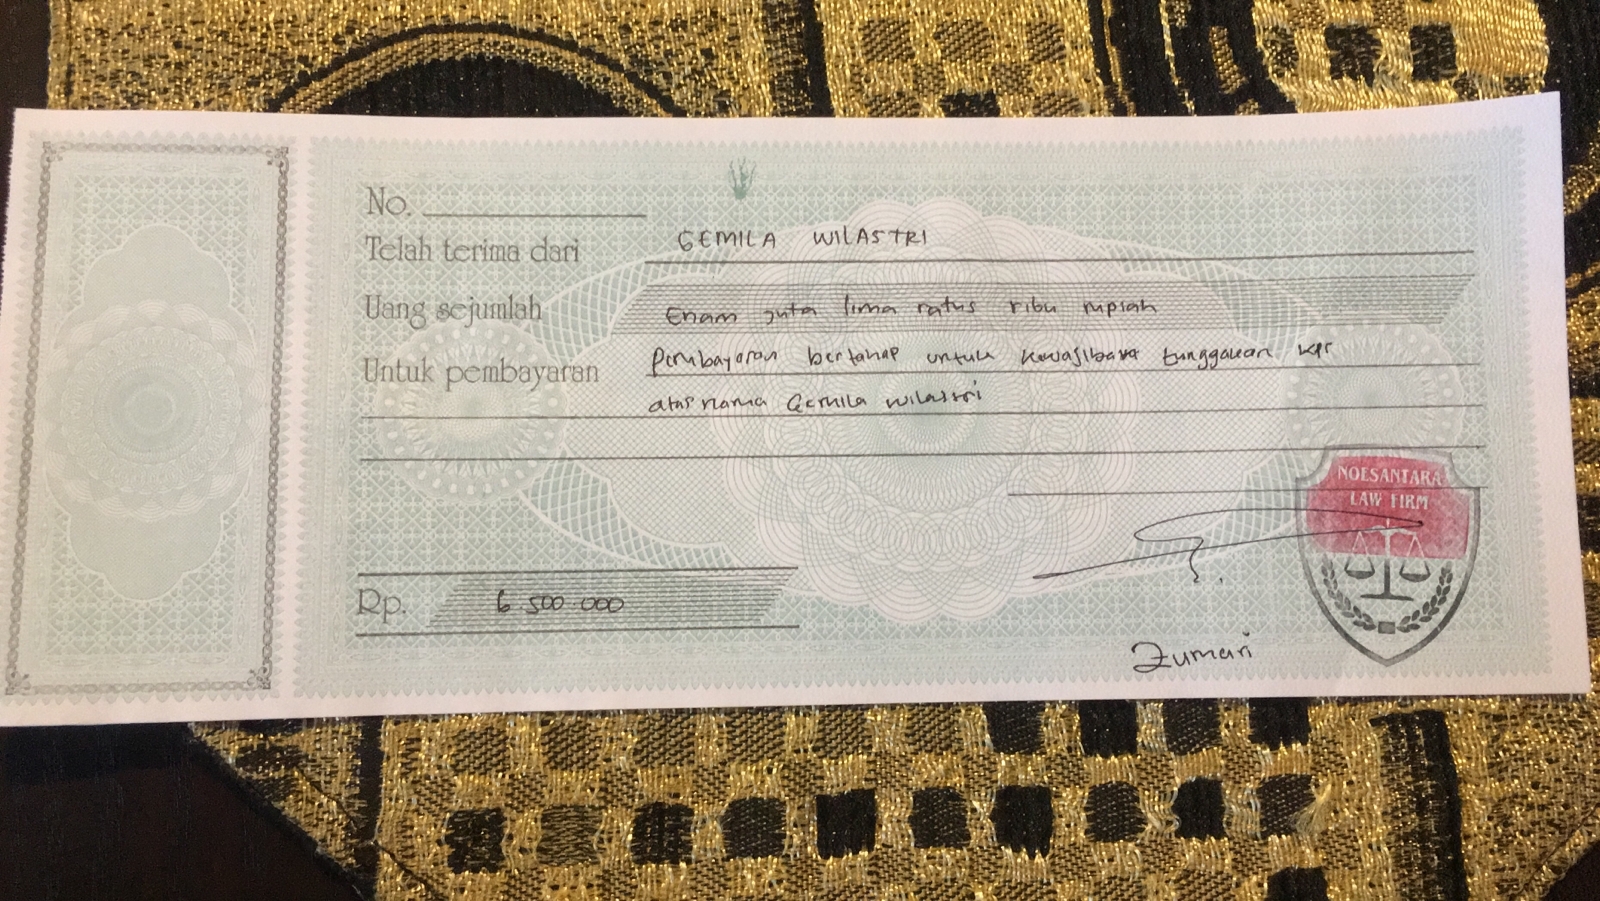 No.
Telah terima dari GEMILA WILASTRI
Uang sejumlah Enam juta lima ratus ribu rupiah
Untuk pembayaran Pembayaran bertahap untuk kewajiban tunggakan KPR
atas nama Gemila Wilastri
NOESANTARA
LAW FIRM
Rp. 6.500.000
Zumari